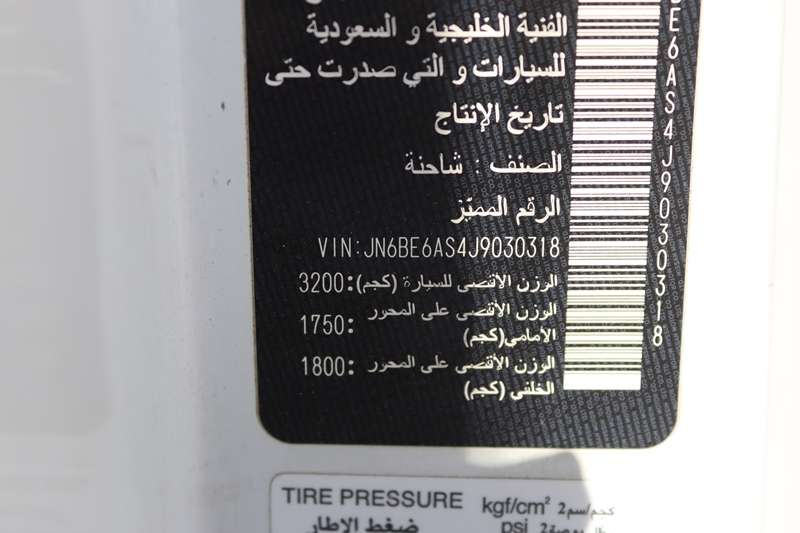 الفنية الخليجية و السعودية
للسيارات و التي صدرت حتى
تاريخ الإنتاج
الصنف : شاحنة
الرقم المميّز
VIN:JN6BE6AS4J9030318
الوزن الأقصى للسيارة (كجم):3200
الوزن الأقصى على المحور
الأمامي(كجم) :1750
الوزن الأقصى على المحور
الخلفي (كجم) :1800
E6AS4J9030318
TIRE PRESSURE kgf/cm² كجم/سم2
ضغط الإطار psi